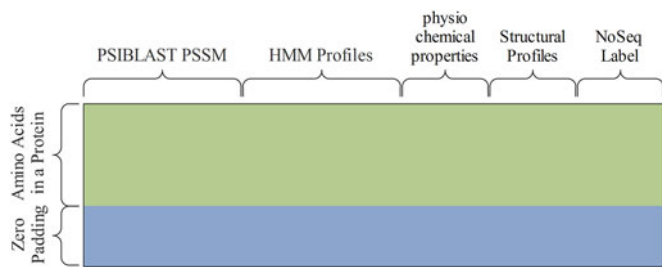 PSIBLAST PSSM
HMM Profiles
physio
chemical
properties
Structural
Profiles
NoSeq
Label
Amino Acids
in a Protein
Zero
Padding